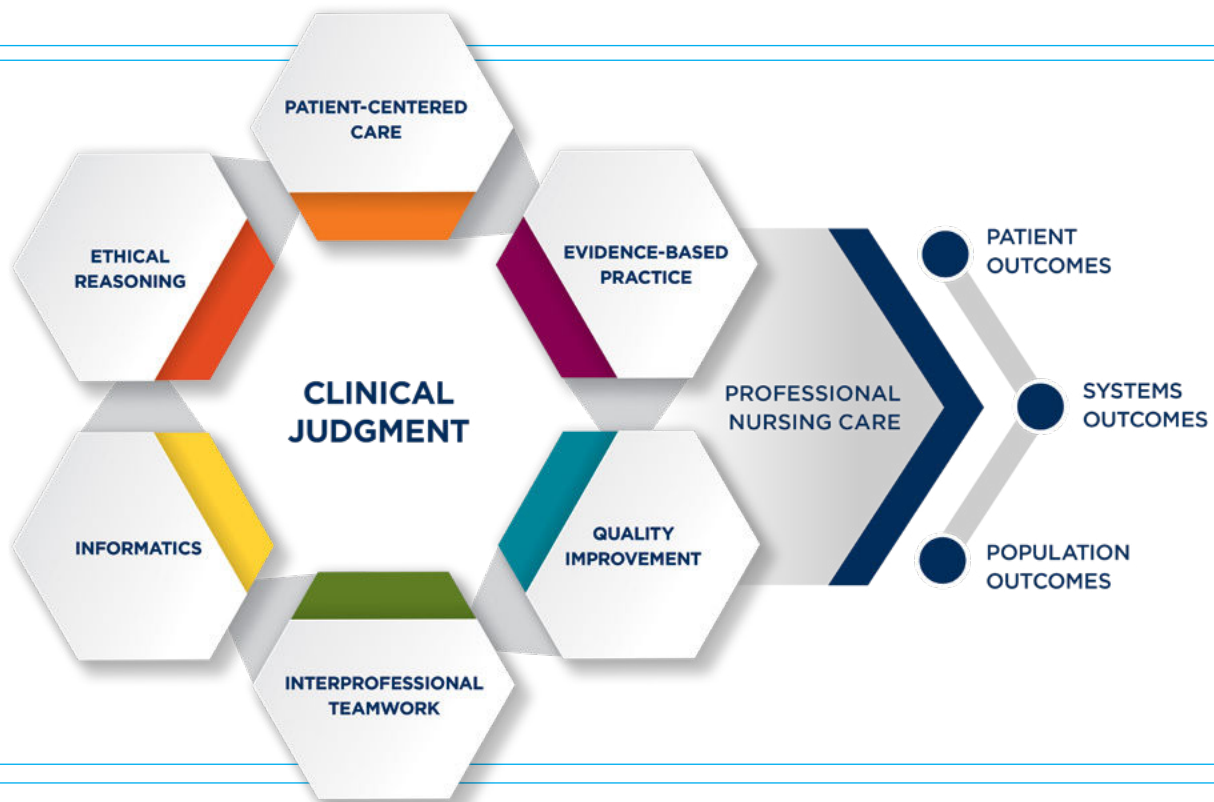 PATIENT-CENTERED
CARE
ETHICAL
REASONING
EVIDENCE-BASED
PRACTICE
CLINICAL
JUDGMENT
INFORMATICS
QUALITY
IMPROVEMENT
INTERPROFESSIONAL
TEAMWORK
PROFESSIONAL
NURSING CARE
PATIENT
OUTCOMES
SYSTEMS
OUTCOMES
POPULATION
OUTCOMES